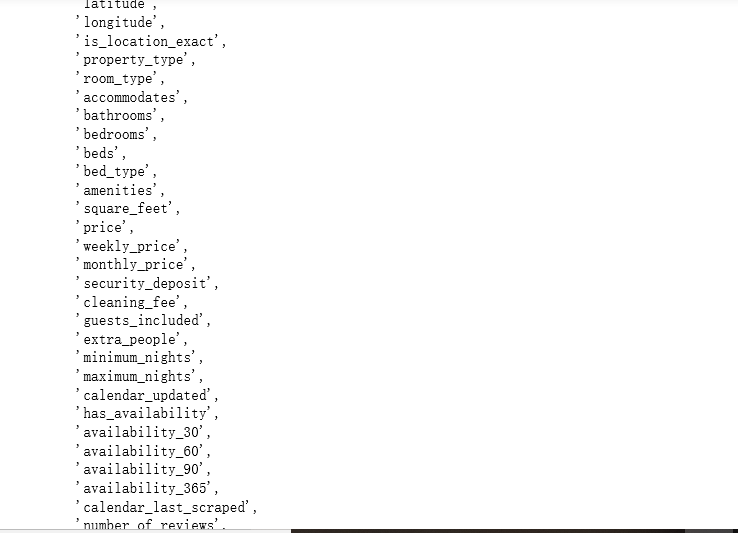 'latitude',
'longitude',
'is_location_exact',
'property_type',
'room_type',
'accommodates',
'bathrooms',
'bedrooms',
'beds',
'bed_type',
'amenities',
'square_feet',
'price',
'weekly_price',
'monthly_price',
'security_deposit',
'cleaning_fee',
'guests_included',
'extra_people',
'minimum_nights',
'maximum_nights',
'calendar_updated',
'has_availability',
'availability_30',
'availability_60',
'availability_90',
'availability_365',
'calendar_last_scraped',
'number_of_reviews',